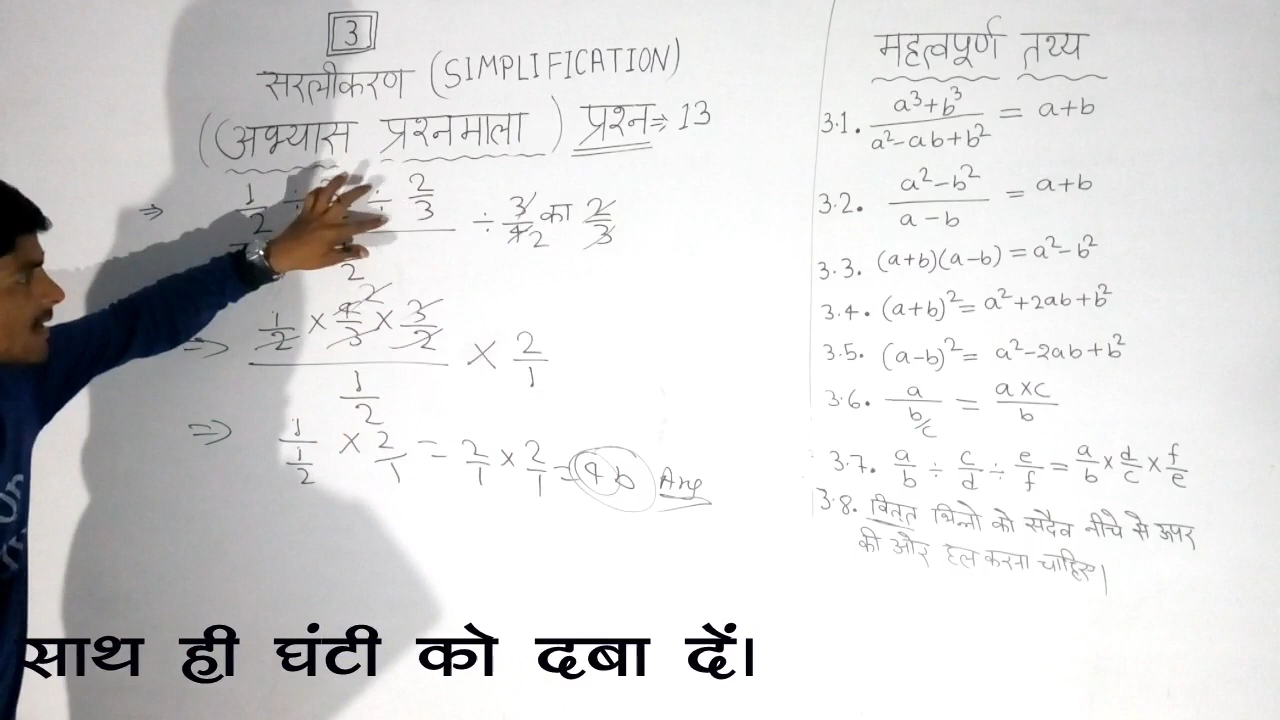 3
सरलीकरण (SIMPLIFICATION)
(अभ्यास प्रश्नमाला) प्रश्न ⇒ 13
⇒ 1/2 ÷ ÷ 2/3 / 2 ÷ 3/4 2 का 2/3
⇒ (1/2 × 4/3 2 × 3/2) / (1/2) × 2/1
⇒ 1/(1/2) × 2/1 = 2/1 × 2/1 = 4 b Ans
महत्वपूर्ण तथ्य
3.1. (a³+b³)/(a²-ab+b²) = a+b
3.2. (a²-b²)/(a-b) = a+b
3.3. (a+b)(a-b) = a²-b²
3.4. (a+b)² = a²+2ab+b²
3.5. (a-b)² = a²-2ab+b²
3.6. a/(b/c) = (a×c)/b
3.7. a/b ÷ c/d ÷ e/f = a/b × d/c × f/e
3.8. वितत भिन्नो को सदैव नीचे से ऊपर
की ओर हल करना चाहिए।
साथ ही घंटी को दबा दें।